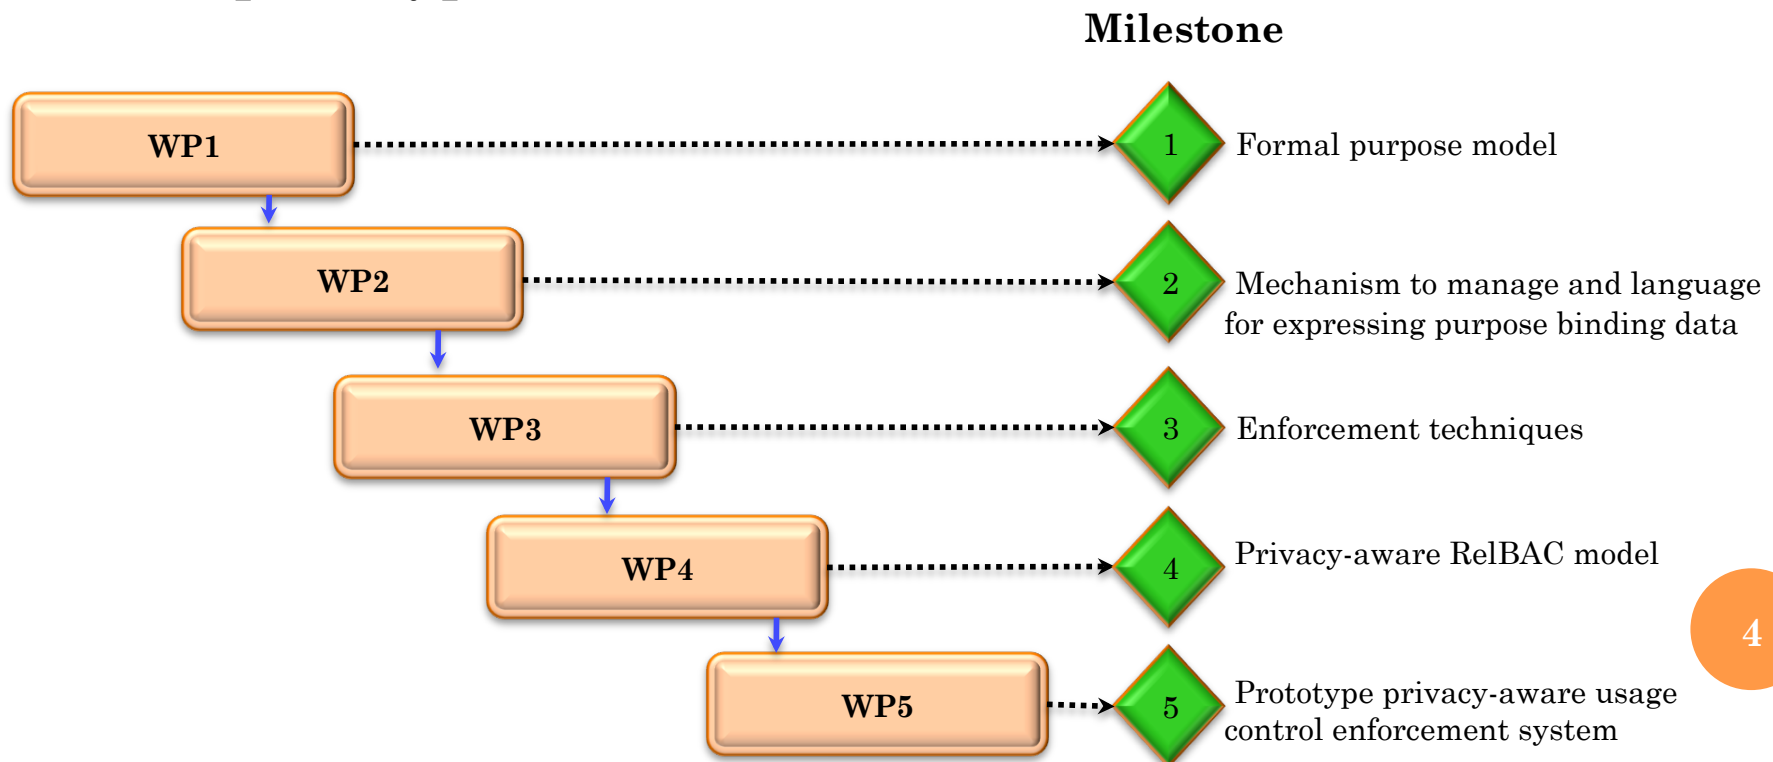 Milestone
WP1
1
Formal purpose model
WP2
2
Mechanism to manage and language
for expressing purpose binding data
WP3
3
Enforcement techniques
WP4
4
Privacy-aware RelBAC model
4
WP5
5
Prototype privacy-aware usage
control enforcement system